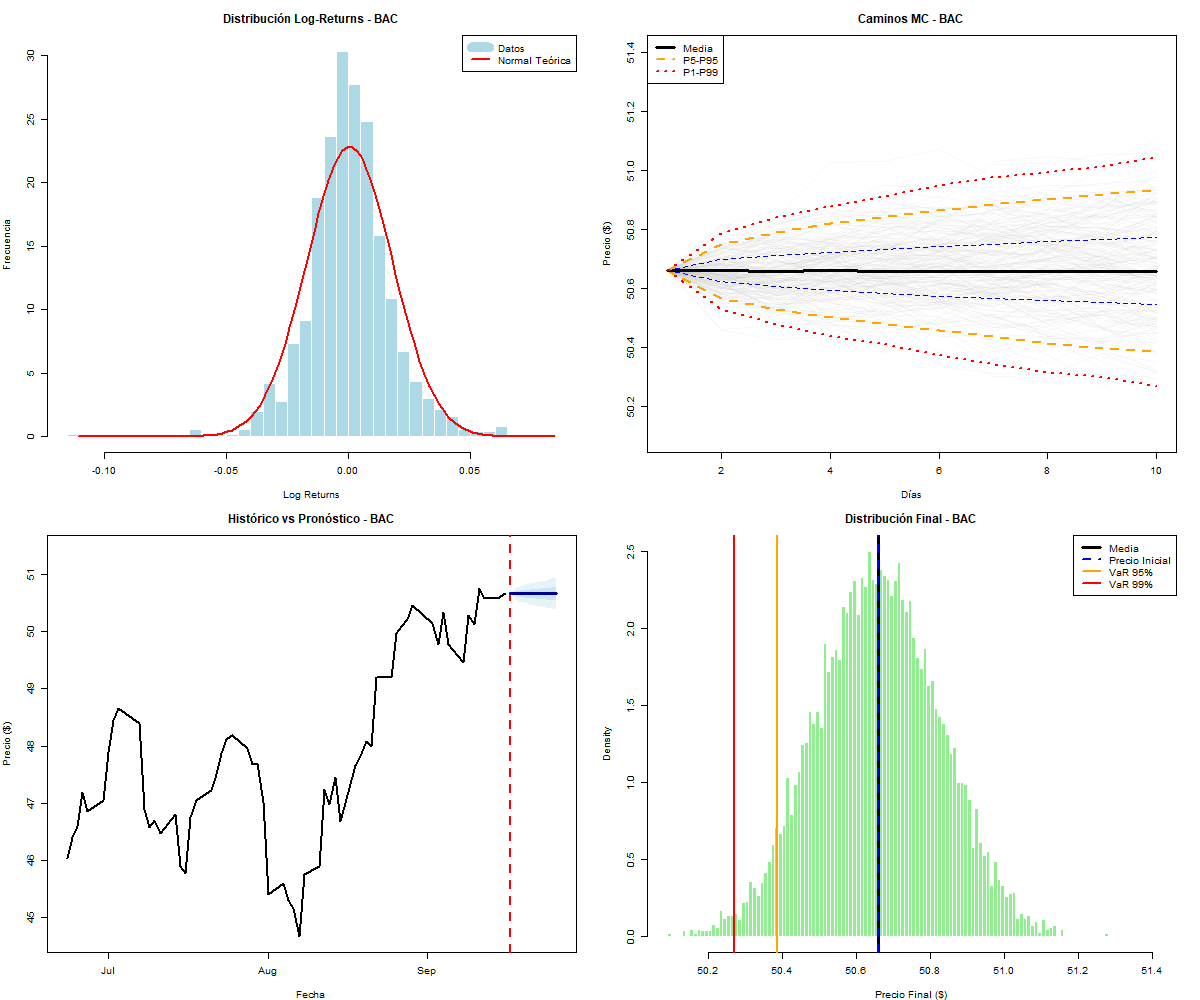 Distribución Log-Returns - BAC
Datos
Normal Teórica
Frecuencia
0
5
10
15
20
25
30
-0.10
-0.05
0.00
0.05
Log Returns
Caminos MC - BAC
Media
P5-P95
P1-P99
Precio ($)
50.2
50.4
50.6
50.8
51.0
51.2
51.4
2
4
6
8
10
Días
Histórico vs Pronóstico - BAC
Precio ($)
45
46
47
48
49
50
51
Jul
Aug
Sep
Fecha
Distribución Final - BAC
Media
Precio Inicial
VaR 95%
VaR 99%
Density
0.0
0.5
1.0
1.5
2.0
2.5
50.2
50.4
50.6
50.8
51.0
51.2
51.4
Precio Final ($)